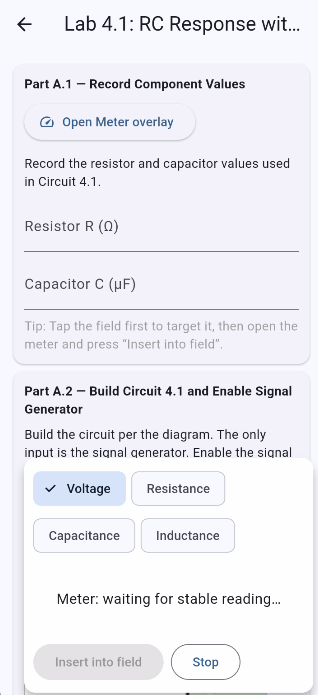 Lab 4.1: RC Response wit...
Part A.1 — Record Component Values
Open Meter overlay
Record the resistor and capacitor values used
in Circuit 4.1.
Resistor R (Ω)
Capacitor C (µF)
Tip: Tap the field first to target it, then open the
meter and press “Insert into field”.
Part A.2 — Build Circuit 4.1 and Enable Signal
Generator
Build the circuit per the diagram. The only
input is the signal generator. Enable the signal
Voltage
Resistance
Capacitance
Inductance
Meter: waiting for stable reading…
Insert into field
Stop